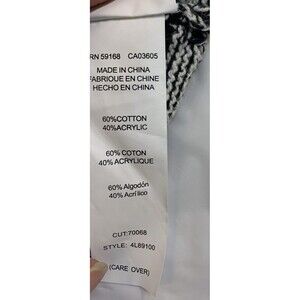 RN 59168 CA03605
MADE IN CHINA
FABRIQUE EN CHINE
HECHO EN CHINA
60%COTTON
40%ACRYLIC
60%COTON
40%ACRYLIQUE
60% Algodón
40% Acrílico
CUT:70068
STYLE: 4L89100
(CARE OVER)